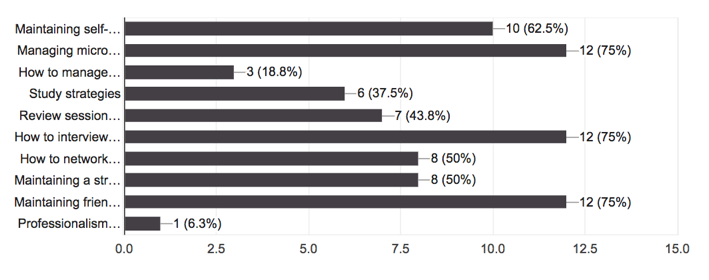 Maintaining self-… 10 (62.5%)
Managing micro… 12 (75%)
How to manage… 3 (18.8%)
Study strategies 6 (37.5%)
Review session… 7 (43.8%)
How to interview… 12 (75%)
How to network… 8 (50%)
Maintaining a str… 8 (50%)
Maintaining frien… 12 (75%)
Professionalism… 1 (6.3%)
0.0 2.5 5.0 7.5 10.0 12.5 15.0